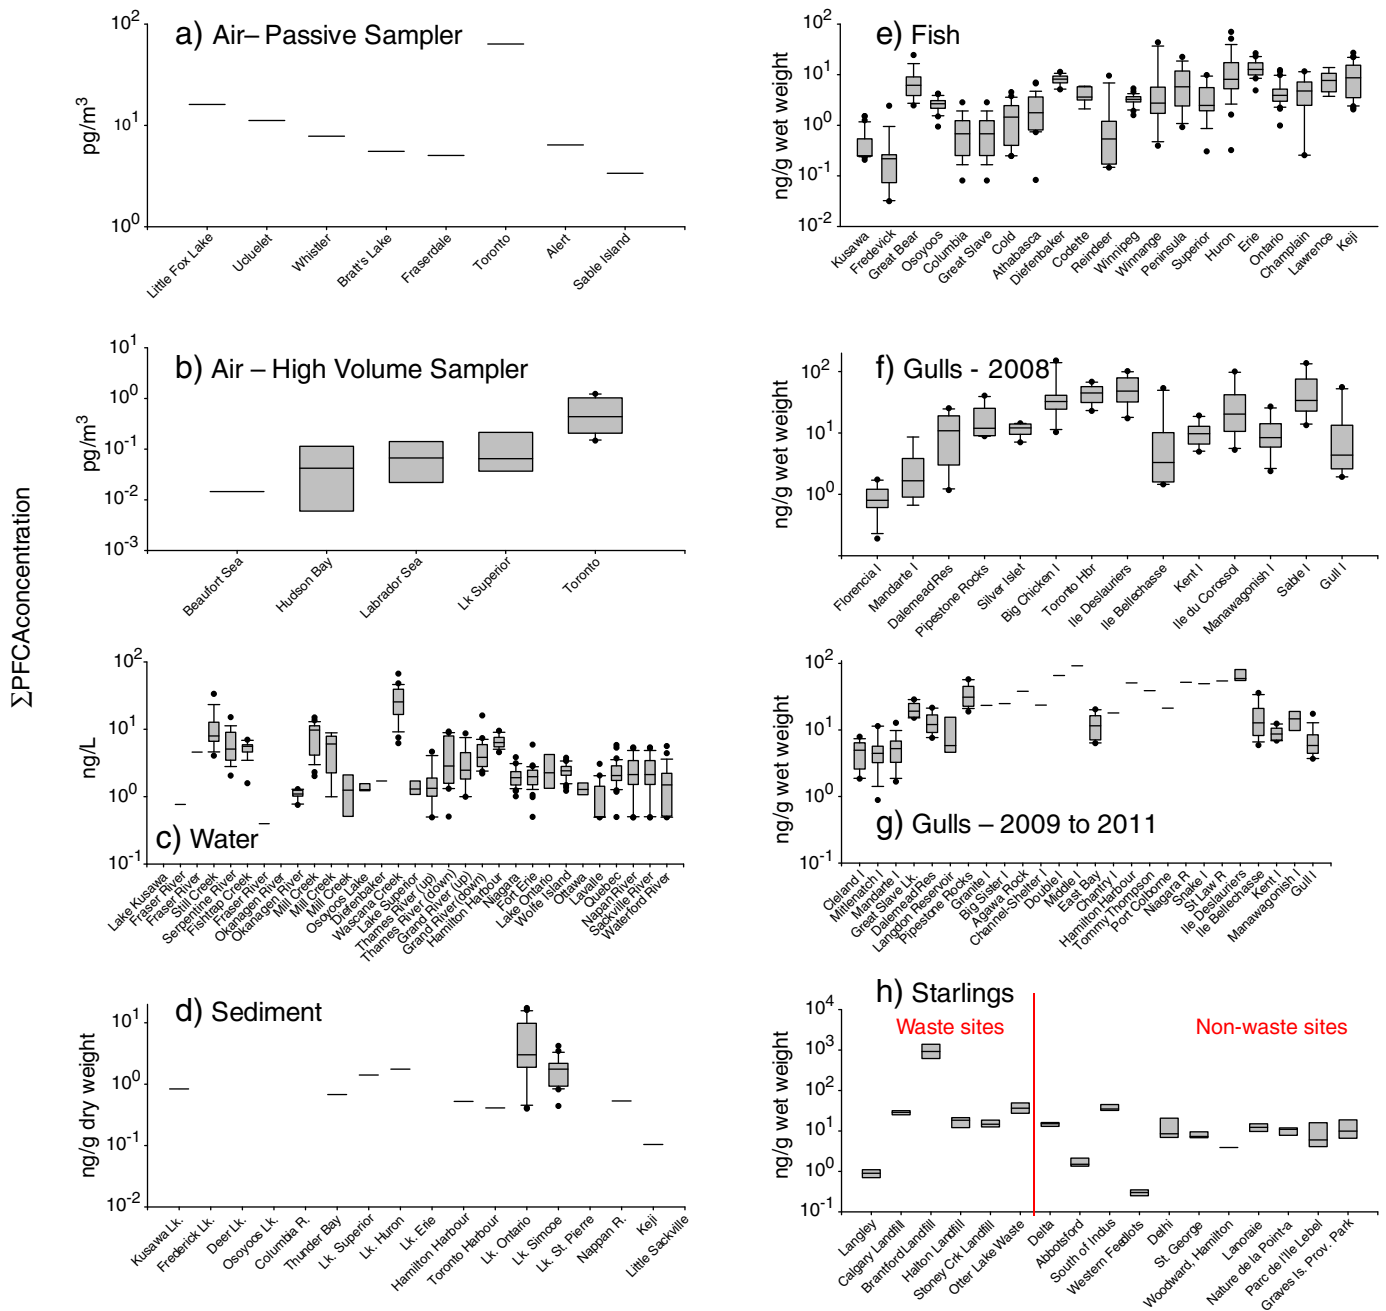 ΣPFCAconcentration
a) Air– Passive Sampler
pg/m³
10²
10¹
10⁰
Little Fox Lake
Ucluelet
Whistler
Bratt's Lake
Fraserdale
Toronto
Alert
Sable Island
b) Air – High Volume Sampler
pg/m³
10¹
10⁰
10⁻¹
10⁻²
10⁻³
Beaufort Sea
Hudson Bay
Labrador Sea
Lk Superior
Toronto
c) Water
ng/L
10²
10¹
10⁰
10⁻¹
Lake Kusawa
Fraser River
Fraser River
Still Creek
Serpentine River
Fishtrap Creek
Fraser River
Okanagen River
Okanagen River
Mill Creek
Mill Creek
Mill Creek
Osoyoos Lake
Diefenbaker
Wascana Creek
Lake Superior
Thames River (up)
Thames River (down)
Grand River (up)
Grand River (down)
Hamilton Harbour
Niagara
Fort Erie
Lake Ontario
Wolfe Island
Ottawa
Lavalle
Quebec
Napan River
Sackville River
Waterford River
d) Sediment
ng/g dry weight
10¹
10⁰
10⁻¹
10⁻²
Kusawa Lk.
Frederick Lk.
Deer Lk.
Osoyoos Lk.
Columbia R.
Thunder Bay
Lk. Superior
Lk. Huron
Lk. Erie
Hamilton Harbour
Toronto Harbour
Lk. Ontario
Lk. Simcoe
Lk. St. Pierre
Nappan R.
Keji
Little Sackville
e) Fish
ng/g wet weight
10²
10¹
10⁰
10⁻¹
10⁻²
Kusawa
Fredevick
Great Bear
Osoyoos
Columbia
Great Slave
Cold
Athabasca
Diefenbaker
Codette
Reindeer
Winnipeg
Winnange
Peninsula
Superior
Huron
Erie
Ontario
Champlain
Lawrence
Keji
f) Gulls - 2008
ng/g wet weight
10²
10¹
10⁰
Florencia I
Mandarte I
Dalemead Res
Pipestone Rocks
Silver Islet
Big Chicken I
Toronto Hbr
Ile Deslauriers
Ile Bellechasse
Kent I
Ile du Corossol
Manawagonish I
Sable I
Gull I
g) Gulls – 2009 to 2011
ng/g wet weight
10²
10¹
10⁰
10⁻¹
Cleland I
Mitlenatch I
Mandarte I
Great Slave Lk.
Dalemead Res
Langdon Reservoir
Pipestone Rocks
Granite I
Big Sister I
Agawa Rock
Channel-Shelter I
Double I
Middle I
East Bay
Chantry I
Hamilton Harbour
Tommy Thompson
Port Colborne
Niagara R
Snake I
St Law R
Ile Deslauriers
Ile Bellechasse
Kent I
Manawagonish I
Gull I
h) Starlings
ng/g wet weight
Waste sites
Non-waste sites
10⁴
10³
10²
10¹
10⁰
10⁻¹
Langley
Calgary Landfill
Brantford Landfill
Halton Landfill
Stoney Crk Landfill
Otter Lake Waste
Delta
Abbotsford
South of Indus
Western Feedlots
Delhi
St. George
Woodward, Hamilton
Lanoraie
Nature de la Point-a
Parc de l'Ile Lebel
Graves Is. Prov. Park